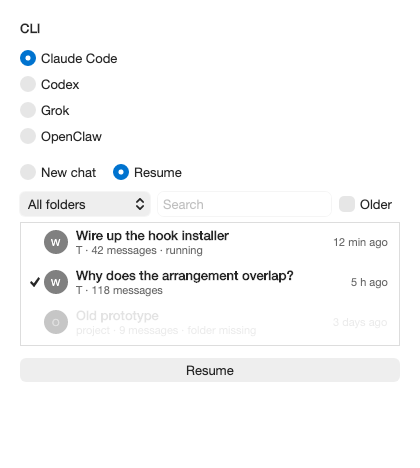 CLI
Claude Code
Codex
Grok
OpenClaw
New chat Resume
All folders Search Older
W Wire up the hook installer 12 min ago
T · 42 messages · running
W Why does the arrangement overlap? 5 h ago
T · 118 messages
O Old prototype 3 days ago
project · 9 messages · folder missing
Resume